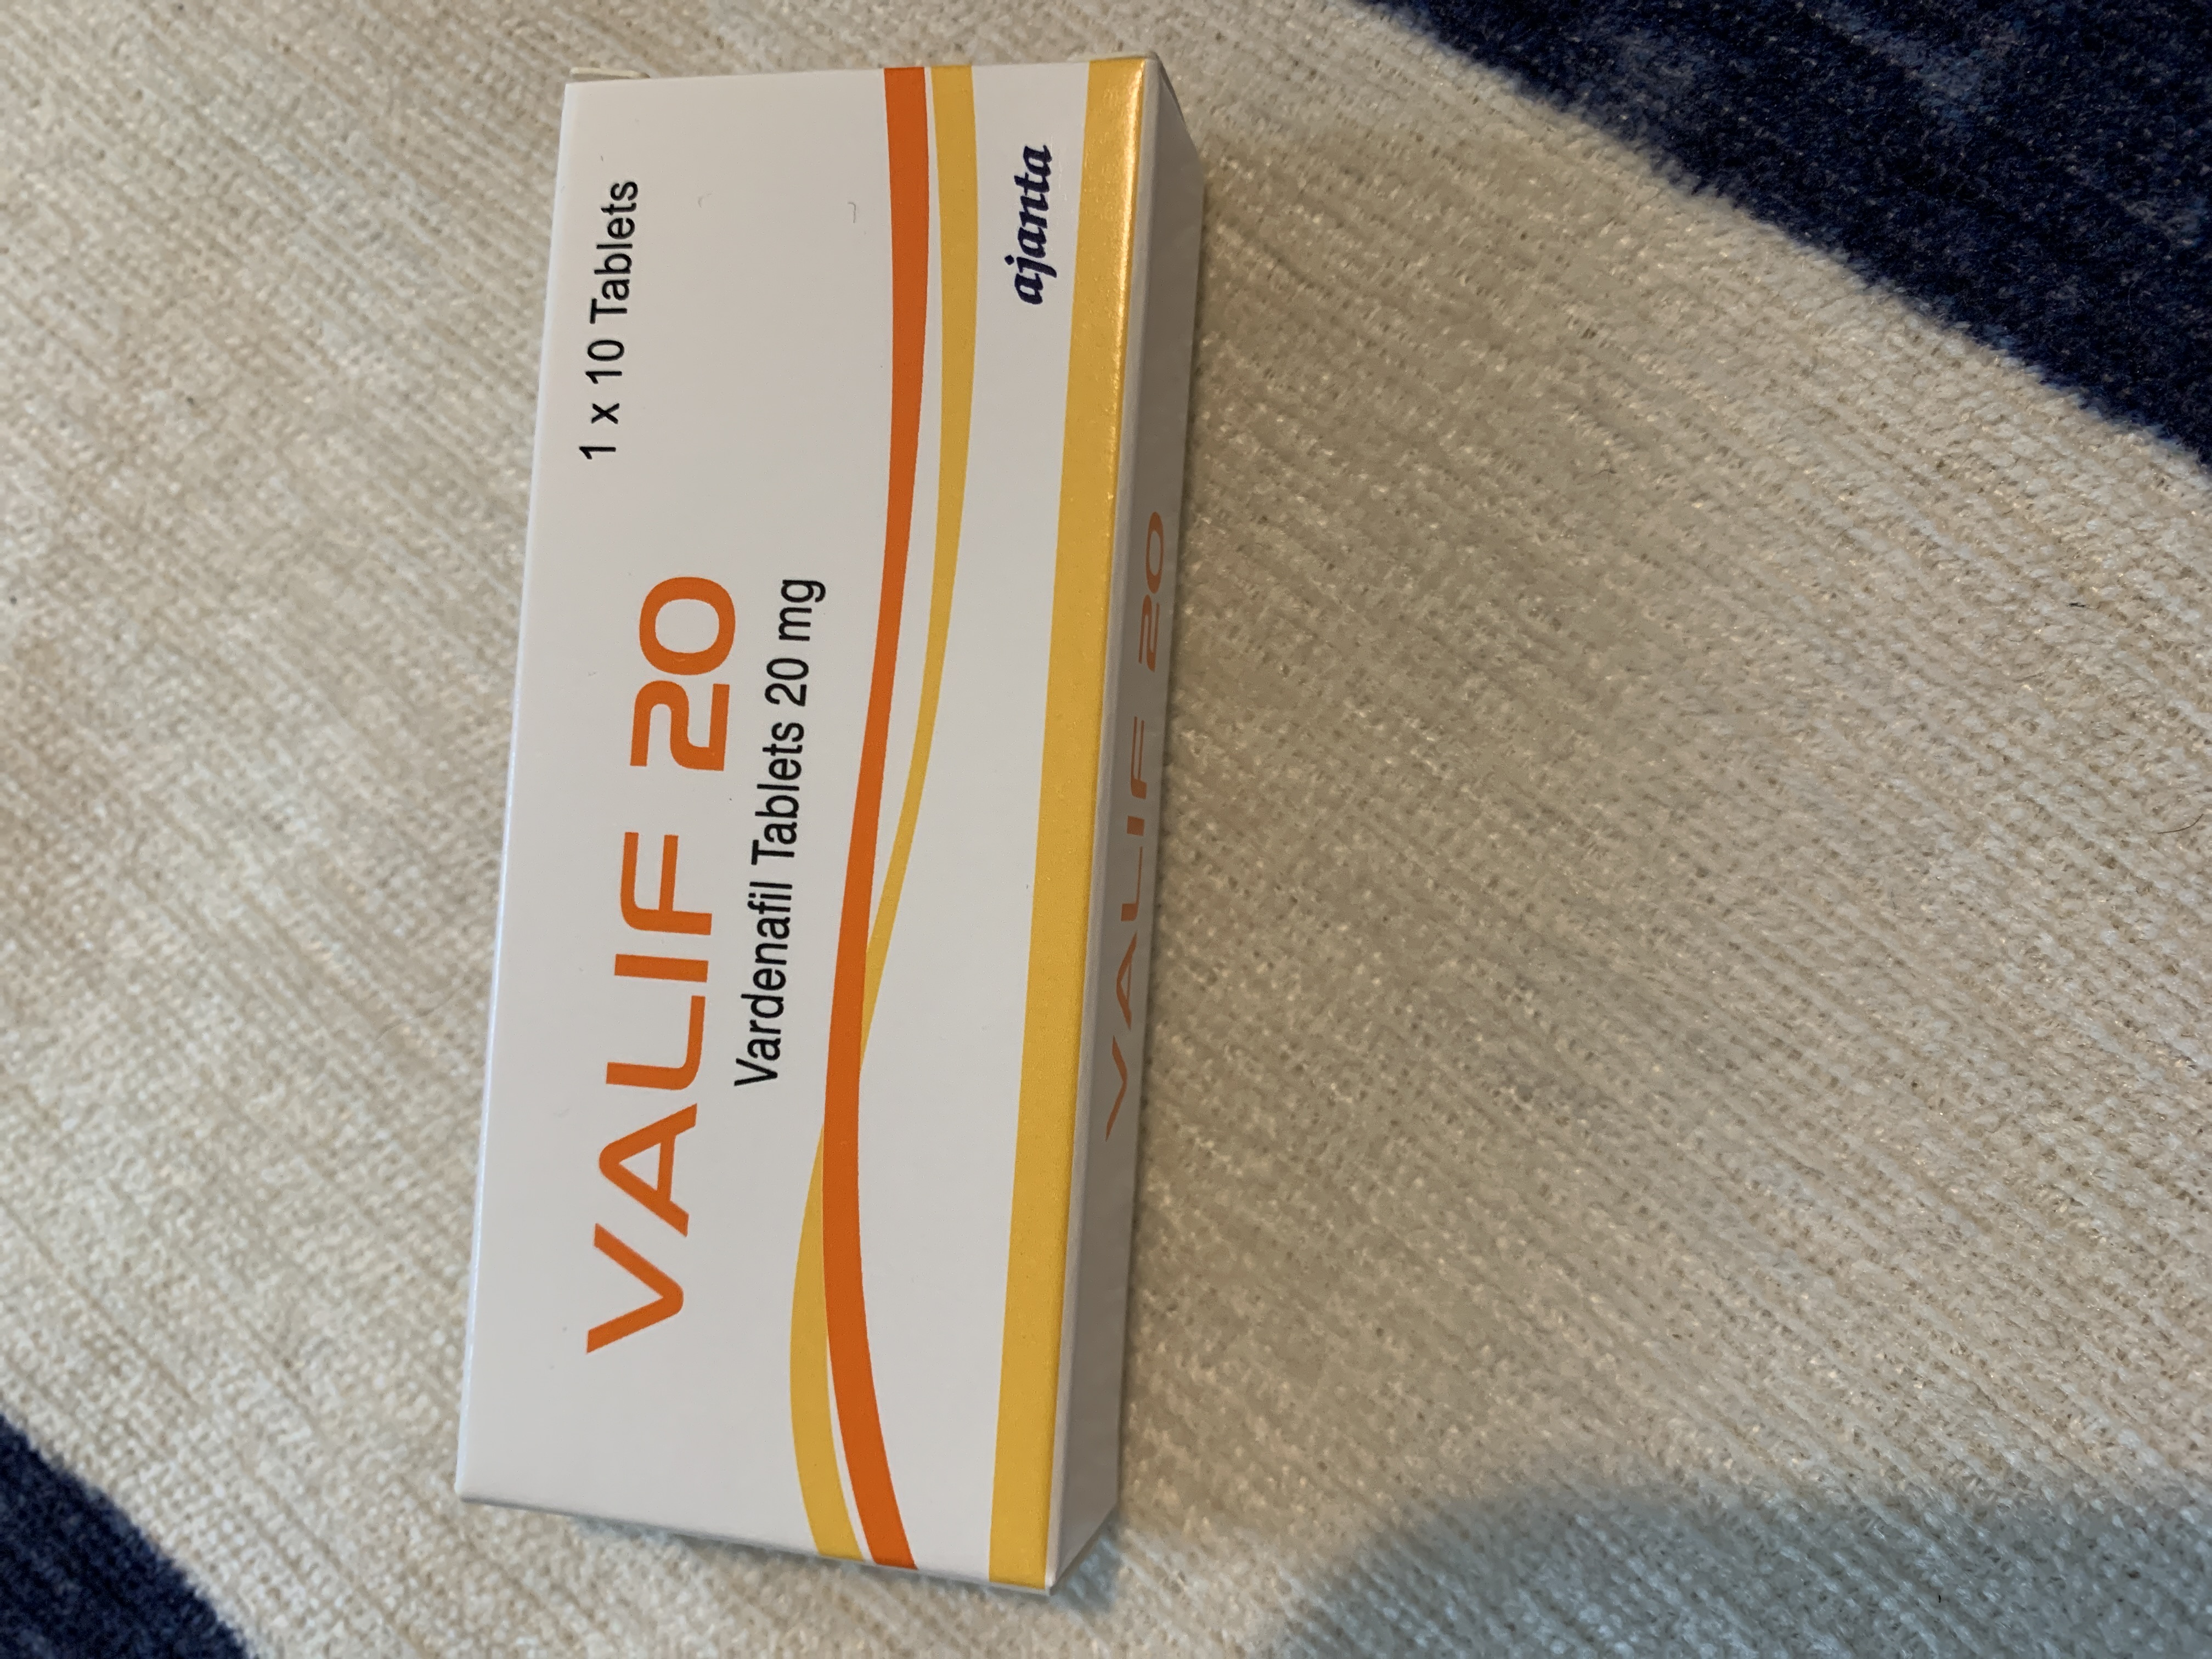 1 x 10 Tablets
VALIF 20
Vardenafil Tablets 20 mg
ajanta
VALIF 20